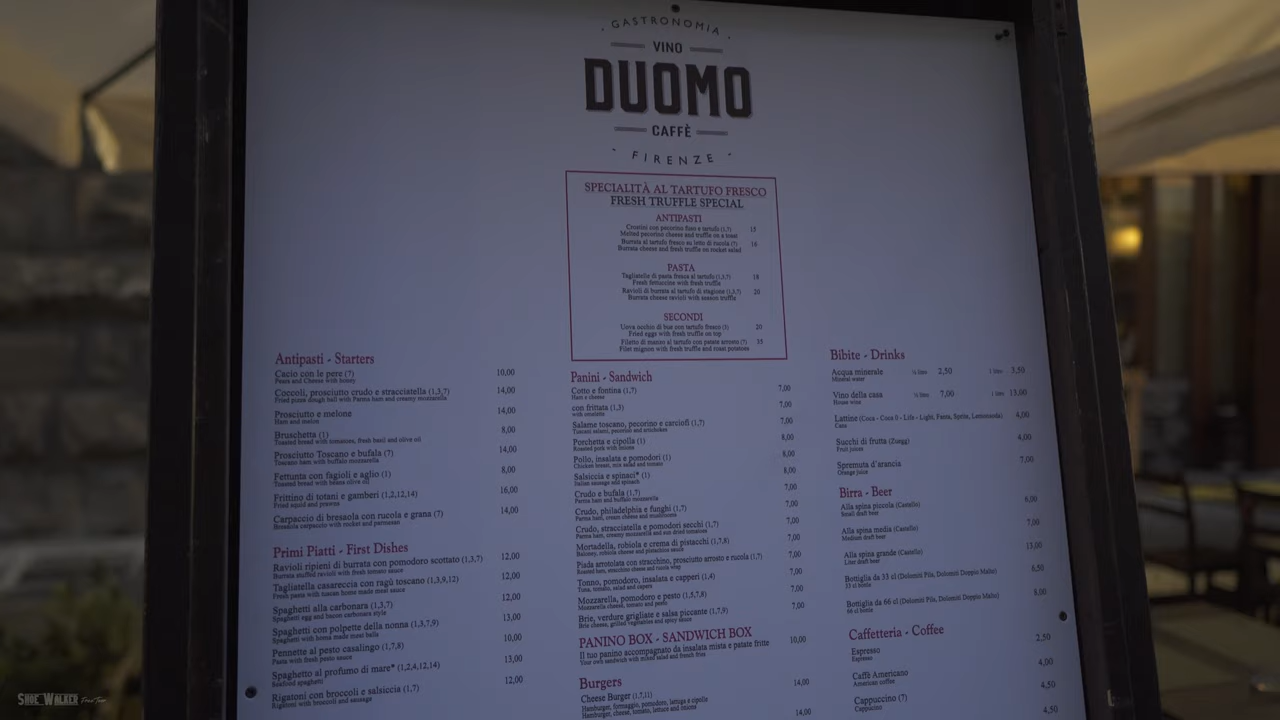 GASTRONOMIA
VINO
DUOMO
CAFFÈ
FIRENZE
SPECIALITÀ AL TARTUFO FRESCO
FRESH TRUFFLE SPECIAL
ANTIPASTI
Crostini con pecorino fuso e tartufo (1,7) 15
Melted pecorino cheese and truffle on a toast
Burrata al tartufo fresco su letto di rucola (7) 16
Burrata cheese and fresh truffle on rocket salad
PASTA
Tagliatelle di pasta fresca al tartufo (1,3,7) 18
Fresh fettuccine with fresh truffle
Ravioli di burrata al tartufo di stagione (1,3,7) 20
Burrata cheese ravioli with season truffle
SECONDI
Uova occhio di bue con tartufo fresco (3) 20
Fried eggs with fresh truffle on top
Filetto di manzo al tartufo con patate arrosto (7) 35
Filet mignon with fresh truffle and roast potatoes
Antipasti - Starters
Cacio con le pere (7) 10,00
Pears and Cheese with honey
Coccoli, prosciutto crudo e stracciatella (1,3,7) 14,00
Fried pizza dough ball with Parma ham and creamy mozzarella
Prosciutto e melone 14,00
Ham and melon
Bruschetta (1) 8,00
Toasted bread with tomatoes, fresh basil and olive oil
Prosciutto Toscano e bufala (7) 14,00
Toscano ham with buffalo mozzarella
Fettunta con fagioli e aglio (1) 8,00
Toasted bread with beans olive oil
Frittino di totani e gamberi (1,2,12,14) 16,00
Fried squid and prawns
Carpaccio di bresaola con rucola e grana (7) 14,00
Bresaola carpaccio with rocket and parmesan
Primi Piatti - First Dishes
Ravioli ripieni di burrata con pomodoro scottato (1,3,7) 12,00
Burrata stuffed ravioli with fresh tomato sauce
Tagliatella casareccia con ragù toscano (1,3,9,12) 12,00
Fresh pasta with tuscan home made meat sauce
Spaghetti alla carbonara (1,3,7) 12,00
Spaghetti egg and bacon carbonara style
Spaghetti con polpette della nonna (1,3,7,9) 13,00
Spaghetti with homa made meat balls
Pennette al pesto casalingo (1,7,8) 10,00
Pasta with fresh pesto sauce
Spaghetto al profumo di mare* (1,2,4,12,14) 13,00
Seafood spaghetti
Rigatoni con broccoli e salsiccia (1,7) 12,00
Rigatoni with broccoli and sausage
Panini - Sandwich
Cotto e fontina (1,7) 7,00
Ham e cheese
con frittata (1,3) 7,00
with omelette
Salame toscano, pecorino e carciofi (1,7) 7,00
Tuscani salami, pecorino and artichokes
Porchetta e cipolla (1) 8,00
Roasted pork with onions
Pollo, insalata e pomodori (1) 8,00
Chicken breast, mix salad and tomato
Salsiccia e spinaci* (1) 8,00
Italian sausage add spinach
Crudo e bufala (1,7) 7,00
Parma ham and buffalo mozzarella
Crudo, philadelphia e funghi (1,7) 7,00
Parma ham, cream cheese and mushrooms
Crudo, stracciatella e pomodori secchi (1,7) 7,00
Parma ham, creamy mozzarella and sun dried tomatoes
Mortadella, robiola e crema di pistacchi (1,7,8) 7,00
Baloney, robiola cheese and pistachio sauce
Piada arrotolata con stracchino, prosciutto arrosto e rucola (1,7) 7,00
Roasted ham, stracchino cheese and rucola wrap
Tonno, pomodoro, insalata e capperi (1,4) 7,00
Tuna, tomato, salad and capers
Mozzarella, pomodoro e pesto (1,5,7,8) 7,00
Mozzarella cheese, tomato and pesto
Brie, verdure grigliate e salsa piccante (1,7,9) 7,00
Brie cheese, grilled vegetables and spicy sauce
PANINO BOX - SANDWICH BOX
Il tuo panino accompagnato da insalata mista e patate fritte 10,00
Your own sandwich with mixed salad and french fries
Burgers
Cheese Burger (1,7,11) 14,00
Hamburger, formaggio, pomodoro, lattuga e cipolle
Hamburger, cheese, tomato, lettuce and onions
14,00
Bibite - Drinks
Acqua minerale ½ litro 2,50 1 litro 3,50
Mineral water
Vino della casa ½ litro 7,00 1 litro 13,00
House wine
Lattine (Coca - Coca 0 - Life - Light, Fanta, Sprite, Lemonsoda) 4,00
Cans
Succhi di frutta (Zuegg) 4,00
Fruit juices
Spremuta d'arancia 7,00
Orange juice
Birra - Beer
Alla spina piccola (Castello) 6,00
Small draft beer
Alla spina media (Castello) 7,00
Medium draft beer
Alla spina grande (Castello) 13,00
Liter draft beer
Bottiglia da 33 cl (Dolomiti Pils, Dolomiti Doppio Malto) 6,50
33 cl bottle
Bottiglia da 66 cl (Dolomiti Pils, Dolomiti Doppio Malto) 8,00
66 cl bottle
Caffetteria - Coffee
Espresso 2,50
Espresso
Caffè Americano 4,00
American coffee
Cappuccino (7) 4,50
Cappuccino
4,50
SHOE_WALKER